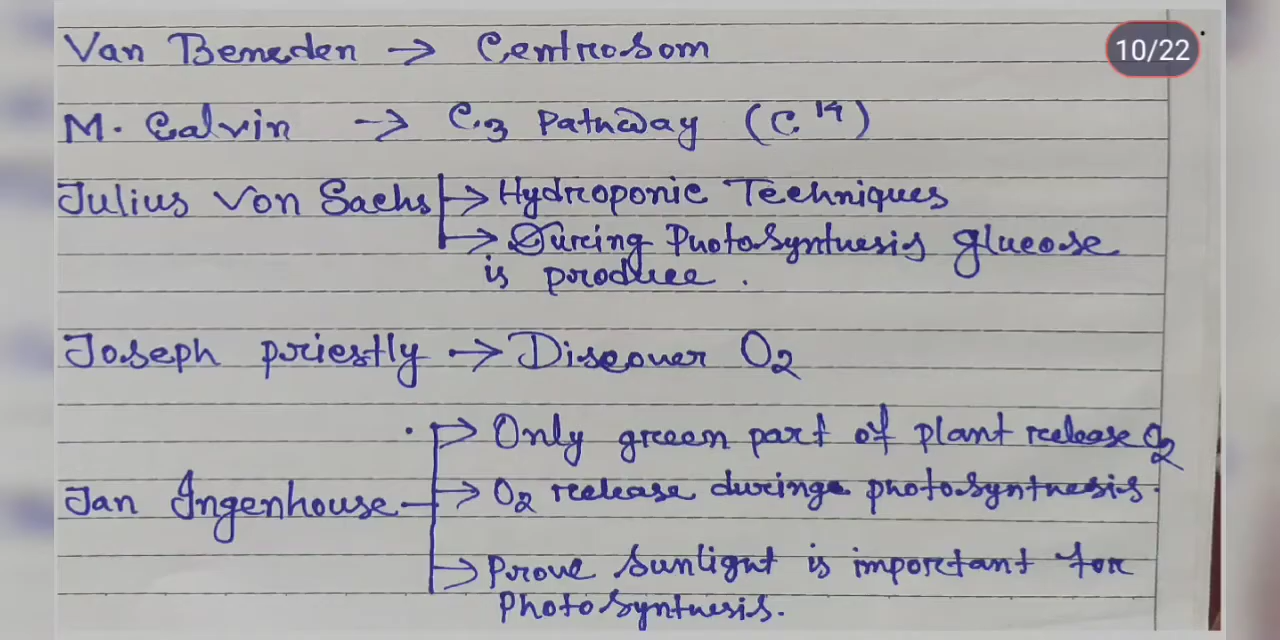 Van Beneden → Centrosom
10/22
M. Calvin → C3 Pathway (C14)
Julius Von Sachs → Hydroponic Techniques
→ During Photosynthesis glucose
is produce.
Joseph priestly → Discover O2
→ Only green part of plant release O2
Jan Ingenhouse → O2 release during photosynthesis.
→ Prove Sunlight is important for
Photosynthesis.